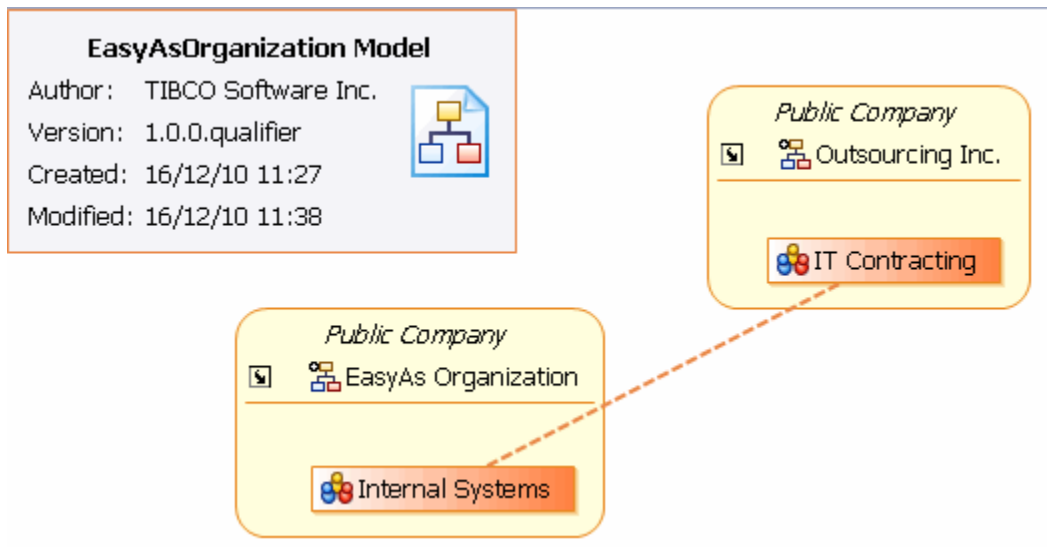 EasyAsOrganization Model
Author: TIBCO Software Inc.
Version: 1.0.0.qualifier
Created: 16/12/10 11:27
Modified: 16/12/10 11:38
Public Company
Outsourcing Inc.
IT Contracting
Public Company
EasyAs Organization
Internal Systems